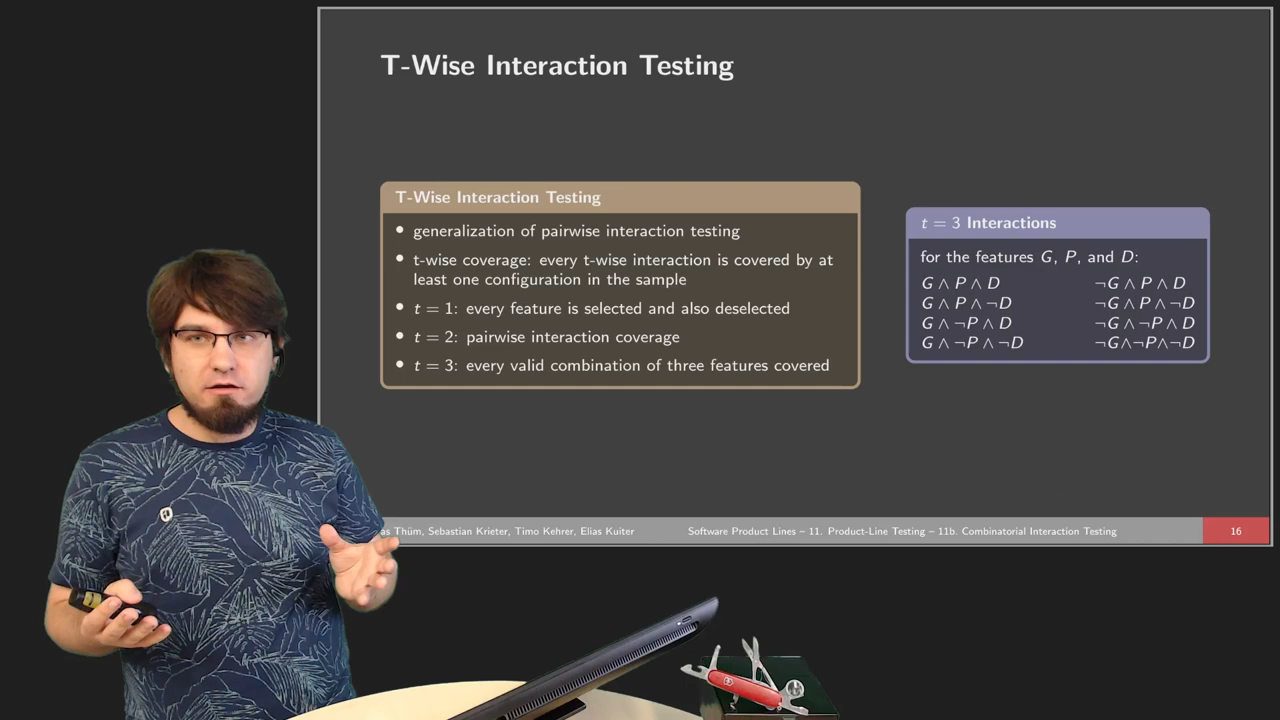 T-Wise Interaction Testing
T-Wise Interaction Testing
• generalization of pairwise interaction testing
• t-wise coverage: every t-wise interaction is covered by at
least one configuration in the sample
• t = 1: every feature is selected and also deselected
• t = 2: pairwise interaction coverage
• t = 3: every valid combination of three features covered
t = 3 Interactions
for the features G, P, and D:
G ∧ P ∧ D ¬G ∧ P ∧ D
G ∧ P ∧ ¬D ¬G ∧ P ∧ ¬D
G ∧ ¬P ∧ D ¬G ∧ ¬P ∧ D
G ∧ ¬P ∧ ¬D ¬G∧¬P∧¬D
as Thüm, Sebastian Krieter, Timo Kehrer, Elias Kuiter
Software Product Lines – 11. Product-Line Testing – 11b. Combinatorial Interaction Testing
16